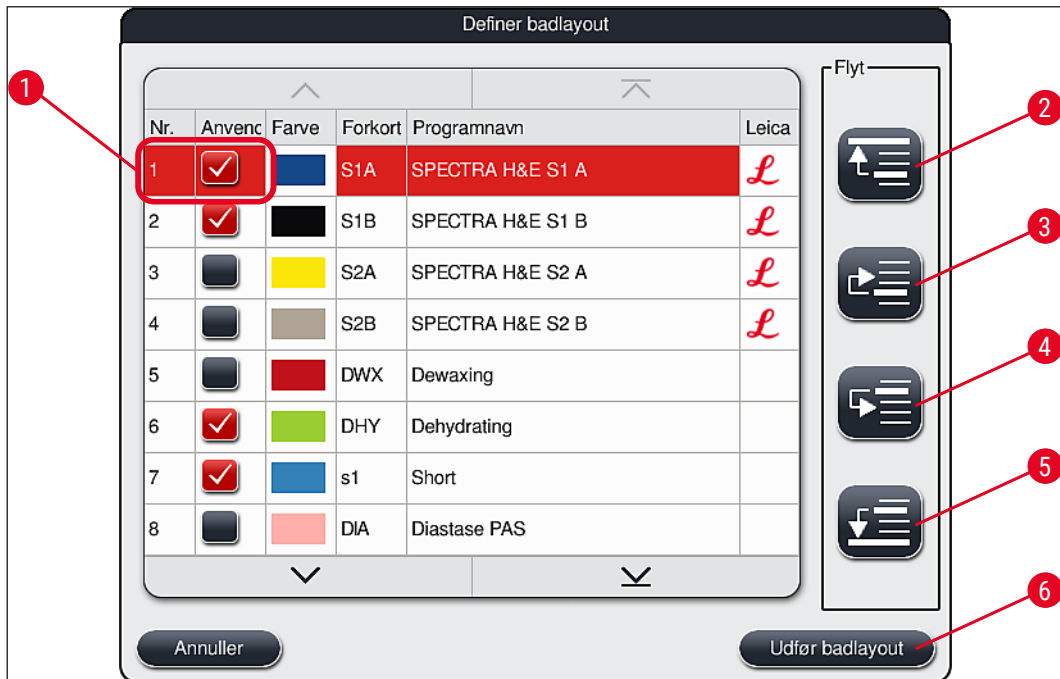 Definer badlayout
Flyt
Nr. Anvend Farve Forkort Programnavn Leica
1 S1A SPECTRA H&E S1 A L
2 S1B SPECTRA H&E S1 B L
3 S2A SPECTRA H&E S2 A L
4 S2B SPECTRA H&E S2 B L
5 DWX Dewaxing
6 DHY Dehydrating
7 s1 Short
8 DIA Diastase PAS
Annuller
Udfør badlayout
1
2
3
4
5
6